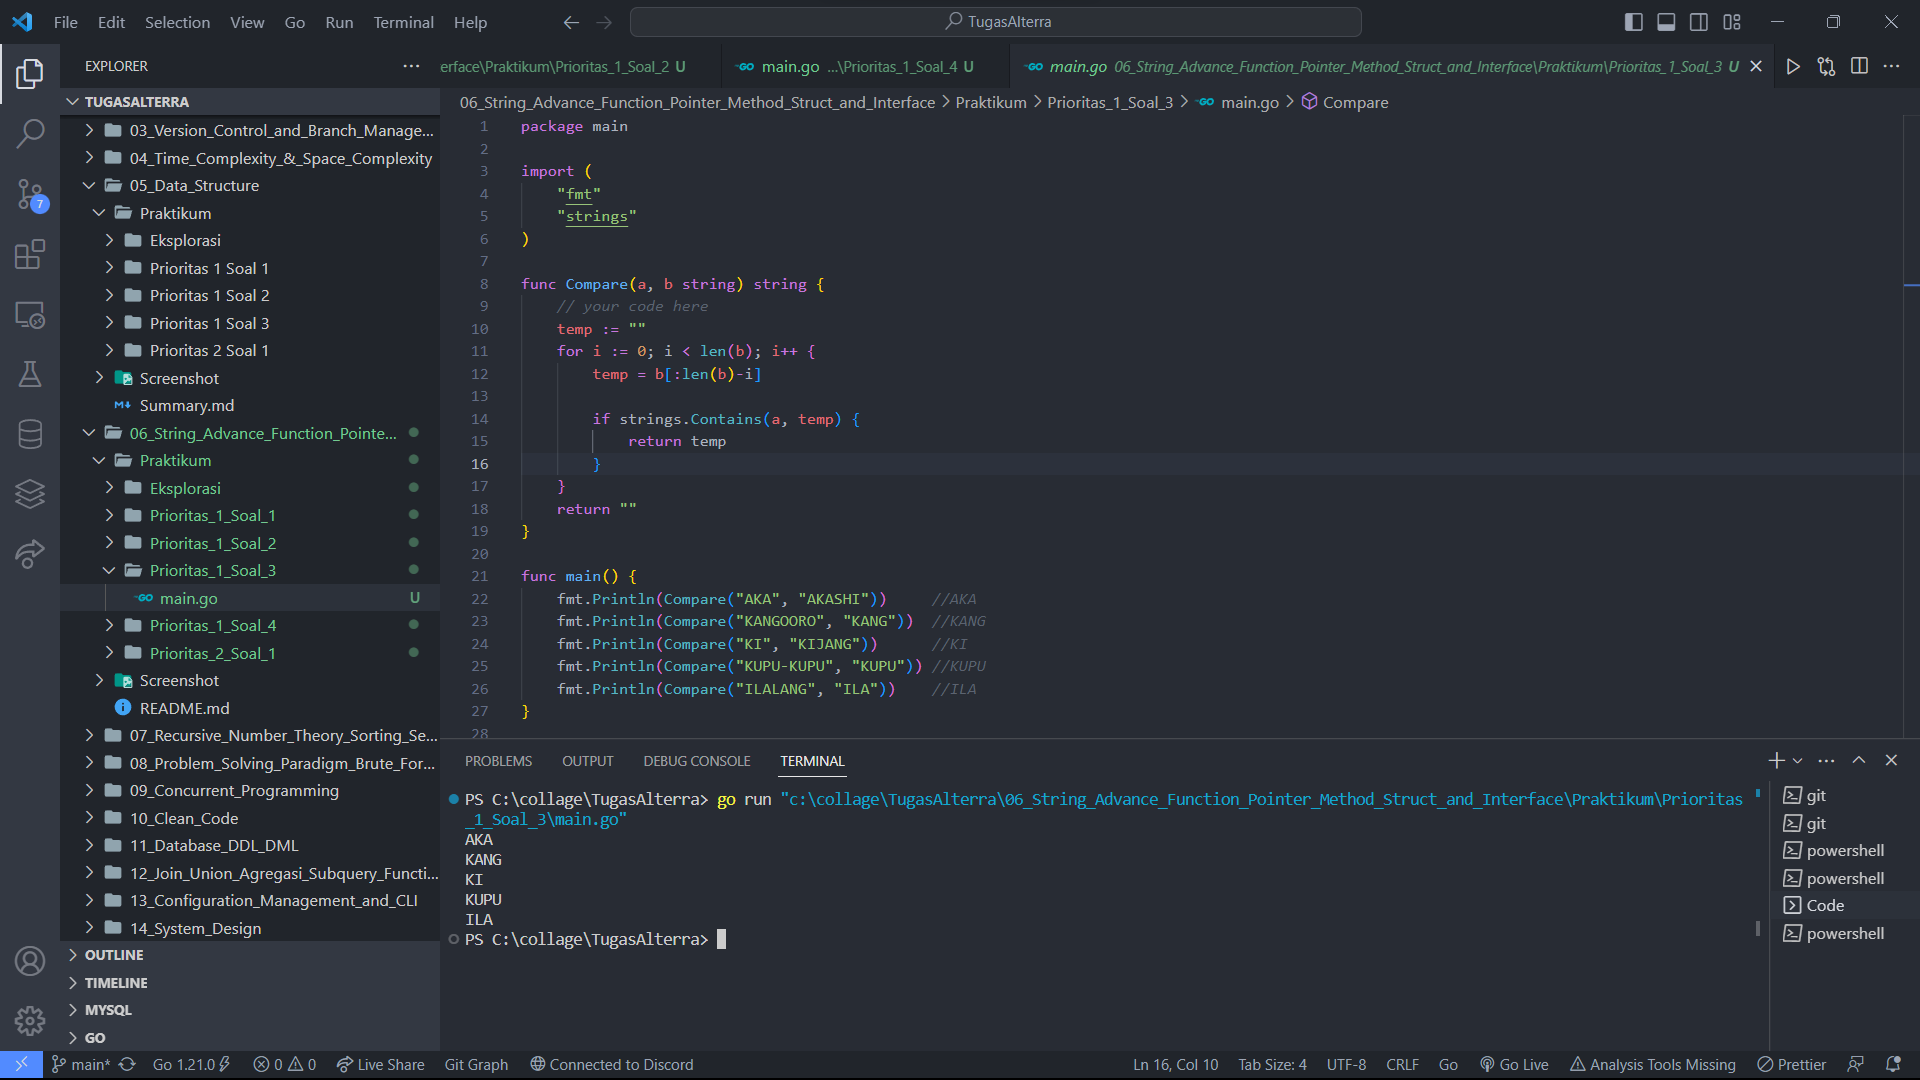 File Edit Selection View Go Run Terminal Help
TugasAlterra
EXPLORER
erface\Praktikum\Prioritas_1_Soal_2 U
main.go ...\Prioritas_1_Soal_4 U
main.go 06_String_Advance_Function_Pointer_Method_Struct_and_Interface\Praktikum\Prioritas_1_Soal_3 U
TUGASALTERRA
03_Version_Control_and_Branch_Manage...
04_Time_Complexity_&_Space_Complexity
05_Data_Structure
Praktikum
Eksplorasi
Prioritas 1 Soal 1
Prioritas 1 Soal 2
Prioritas 1 Soal 3
Prioritas 2 Soal 1
Screenshot
Summary.md
06_String_Advance_Function_Pointe...
Praktikum
Eksplorasi
Prioritas_1_Soal_1
Prioritas_1_Soal_2
Prioritas_1_Soal_3
main.go U
Prioritas_1_Soal_4
Prioritas_2_Soal_1
Screenshot
README.md
07_Recursive_Number_Theory_Sorting_Se...
08_Problem_Solving_Paradigm_Brute_For...
09_Concurrent_Programming
10_Clean_Code
11_Database_DDL_DML
12_Join_Union_Agregasi_Subquery_Functi...
13_Configuration_Management_and_CLI
14_System_Design
OUTLINE
TIMELINE
MYSQL
GO
7
06_String_Advance_Function_Pointer_Method_Struct_and_Interface > Praktikum > Prioritas_1_Soal_3 > main.go > Compare
1 package main
2
3 import (
4 "fmt"
5 "strings"
6 )
7
8 func Compare(a, b string) string {
9 // your code here
10 temp := ""
11 for i := 0; i < len(b); i++ {
12 temp = b[:len(b)-i]
13
14 if strings.Contains(a, temp) {
15 return temp
16 }
17 }
18 return ""
19 }
20
21 func main() {
22 fmt.Println(Compare("AKA", "AKASHI")) //AKA
23 fmt.Println(Compare("KANGOORO", "KANG")) //KANG
24 fmt.Println(Compare("KI", "KIJANG")) //KI
25 fmt.Println(Compare("KUPU-KUPU", "KUPU")) //KUPU
26 fmt.Println(Compare("ILALANG", "ILA")) //ILA
27 }
28
PROBLEMS OUTPUT DEBUG CONSOLE TERMINAL
PS C:\collage\TugasAlterra> go run "c:\collage\TugasAlterra\06_String_Advance_Function_Pointer_Method_Struct_and_Interface\Praktikum\Prioritas
_1_Soal_3\main.go"
AKA
KANG
KI
KUPU
ILA
PS C:\collage\TugasAlterra>
git
git
powershell
powershell
Code
powershell
main* Go 1.21.0 0 0 Live Share Git Graph Connected to Discord Ln 16, Col 10 Tab Size: 4 UTF-8 CRLF Go Go Live Analysis Tools Missing Prettier